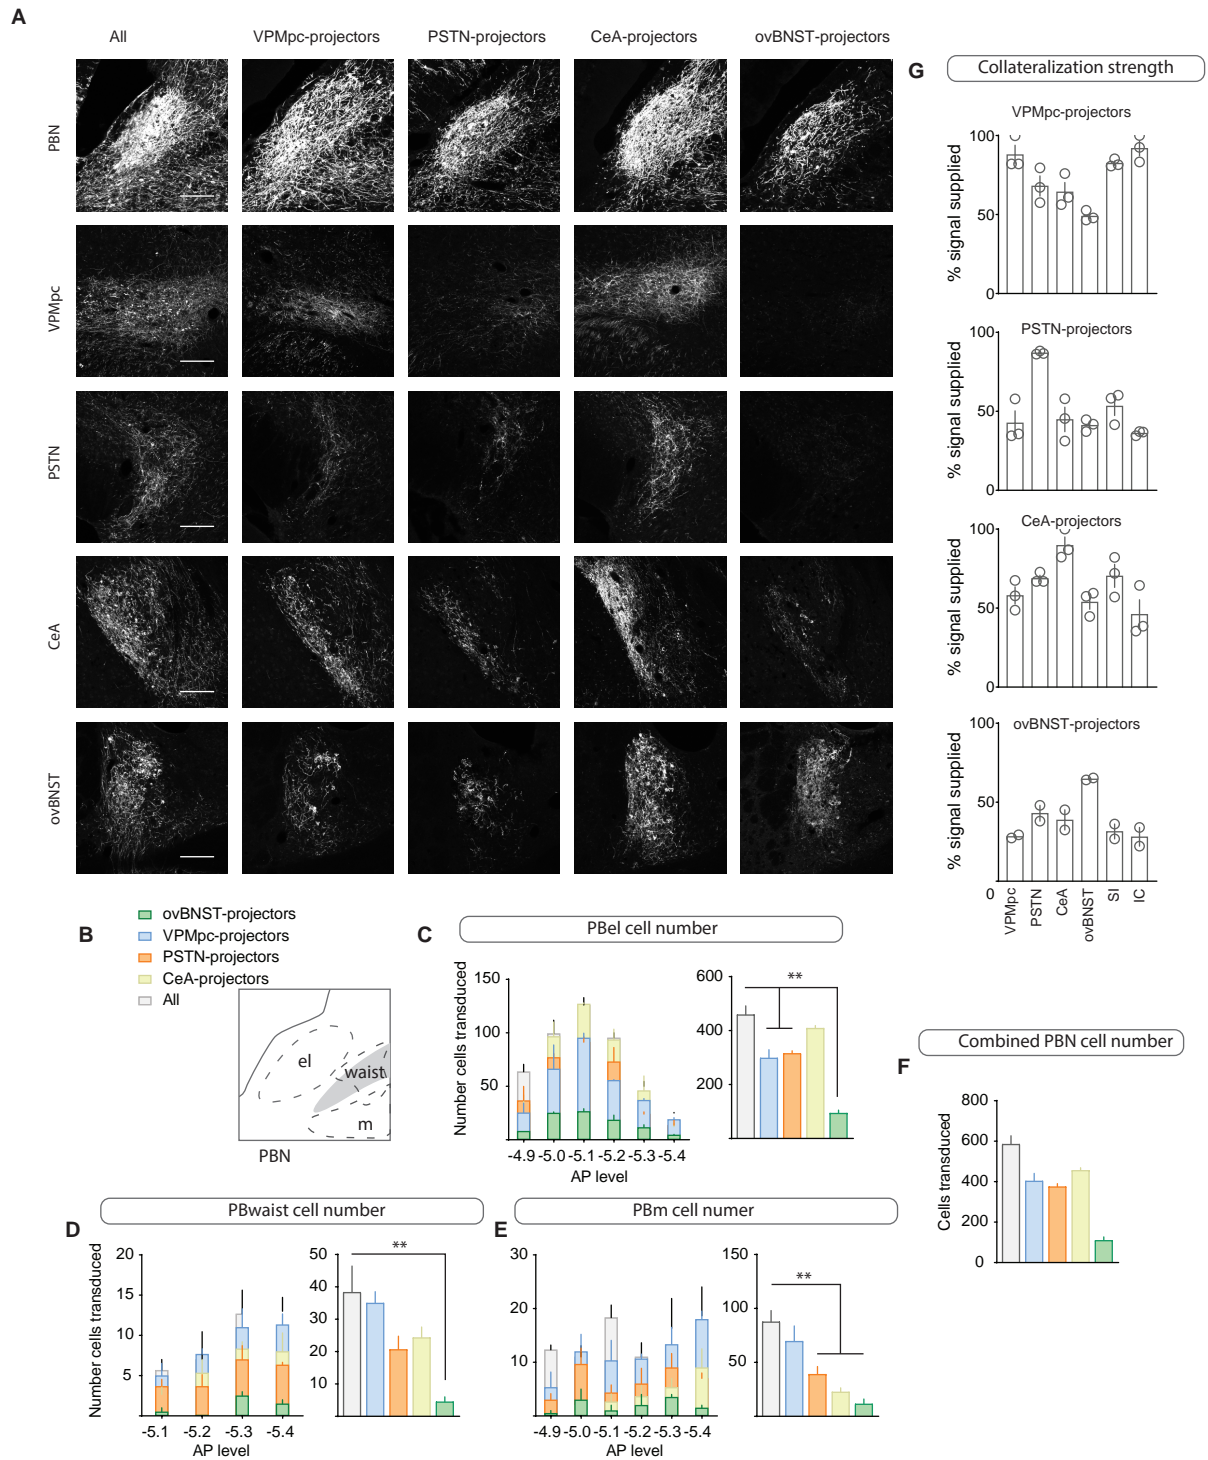 A
All VPMpc-projectors PSTN-projectors CeA-projectors ovBNST-projectors
PBN
VPMpc
PSTN
CeA
ovBNST
G Collateralization strength
VPMpc-projectors
% signal supplied
100
50
0
PSTN-projectors
% signal supplied
100
50
0
CeA-projectors
% signal supplied
100
50
0
ovBNST-projectors
% signal supplied
100
50
0
VPMpc PSTN CeA ovBNST SI IC
B
ovBNST-projectors
VPMpc-projectors
PSTN-projectors
CeA-projectors
All
el
waist
m
PBN
C PBel cell number
Number cells transduced
150
100
50
-4.9 -5.0 -5.1 -5.2 -5.3 -5.4
AP level
600
400
200
**
D PBwaist cell number
Number cells transduced
20
15
10
5
-5.1 -5.2 -5.3 -5.4
AP level
50
40
30
20
10
**
E PBm cell numer
30
20
10
-4.9 -5.0 -5.1 -5.2 -5.3 -5.4
AP level
150
100
50
**
F Combined PBN cell number
Cells transduced
800
600
400
200
0